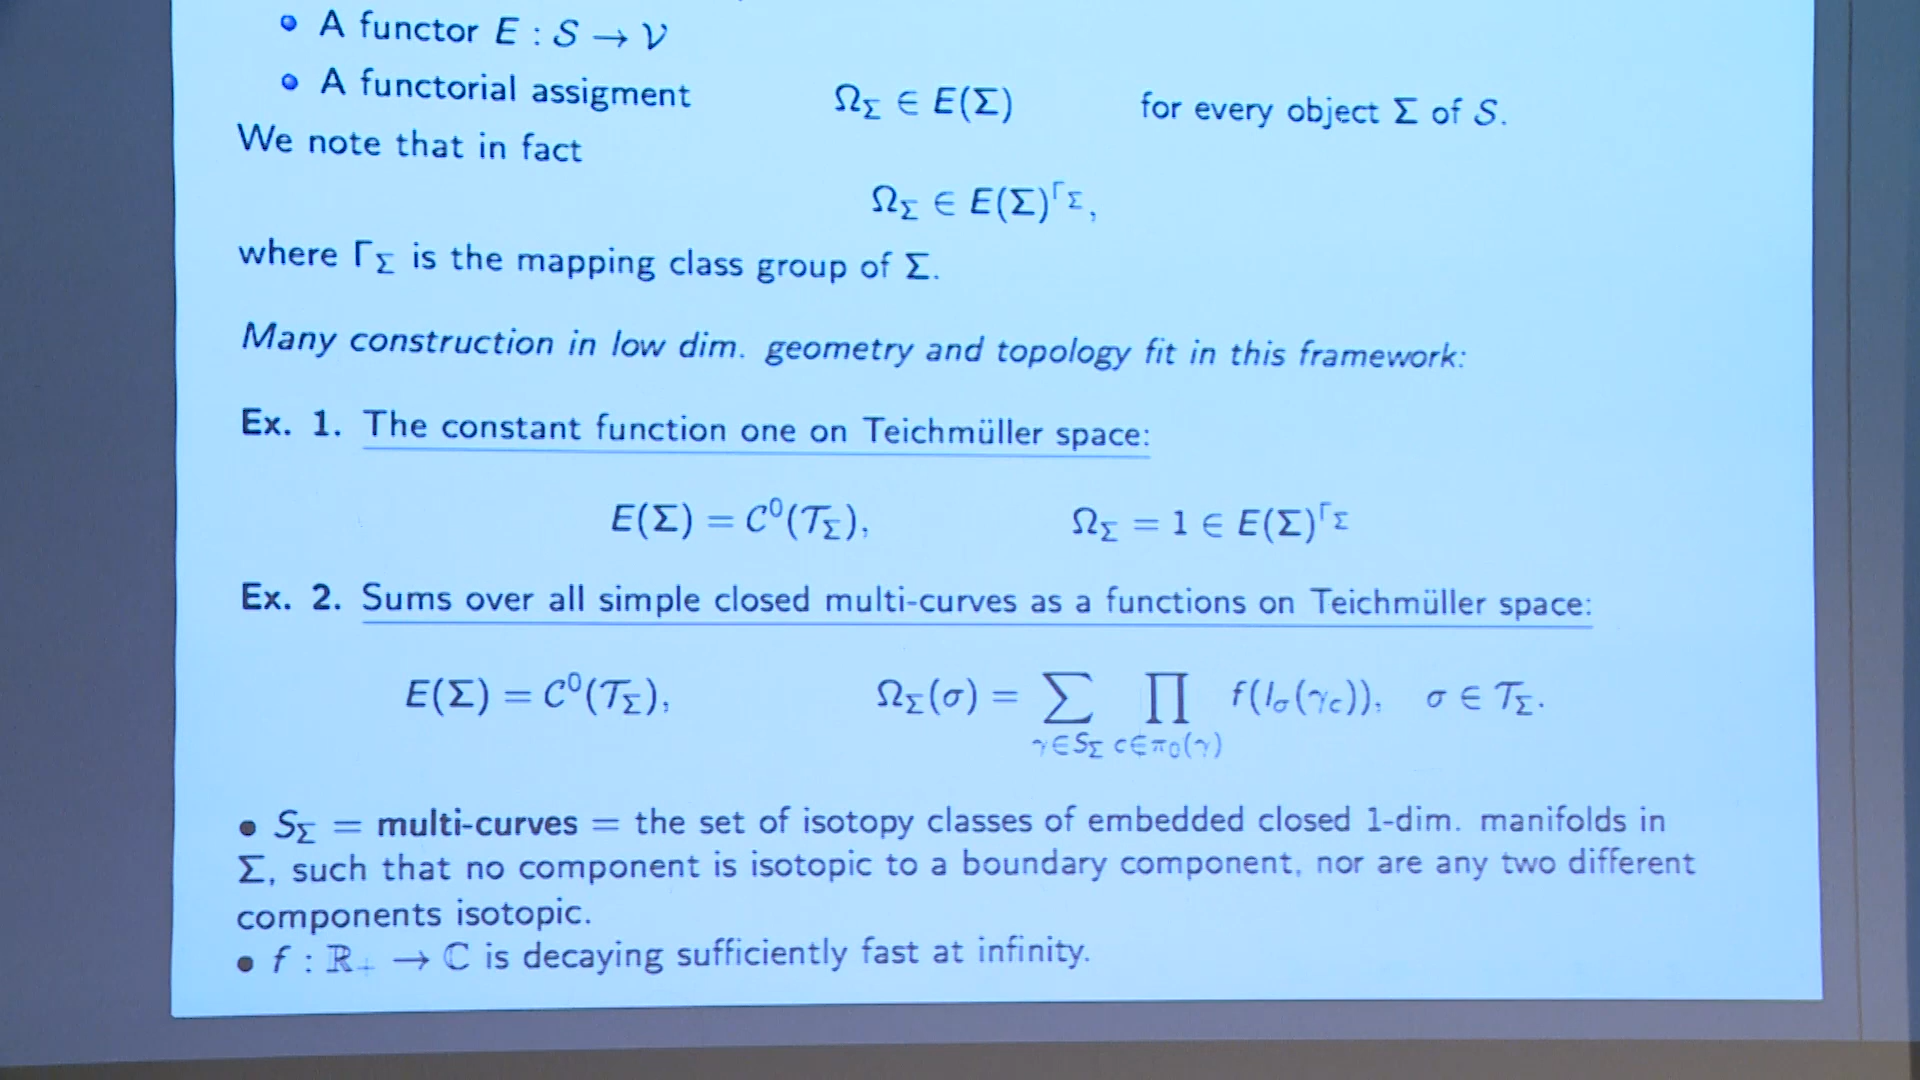 • A functor E : S → V
• A functorial assigment Ω_Σ ∈ E(Σ) for every object Σ of S.
We note that in fact
Ω_Σ ∈ E(Σ)^{Γ_Σ},
where Γ_Σ is the mapping class group of Σ.
Many construction in low dim. geometry and topology fit in this framework:
Ex. 1. The constant function one on Teichmüller space:
E(Σ) = C⁰(T_Σ), Ω_Σ = 1 ∈ E(Σ)^{Γ_Σ}
Ex. 2. Sums over all simple closed multi-curves as a functions on Teichmüller space:
E(Σ) = C⁰(T_Σ), Ω_Σ(σ) = ∑_{γ∈S_Σ} ∏_{c∈π₀(γ)} f(l_σ(γ_c)), σ ∈ T_Σ.
• S_Σ = multi-curves = the set of isotopy classes of embedded closed 1-dim. manifolds in
Σ, such that no component is isotopic to a boundary component, nor are any two different
components isotopic.
• f : ℝ₊ → ℂ is decaying sufficiently fast at infinity.